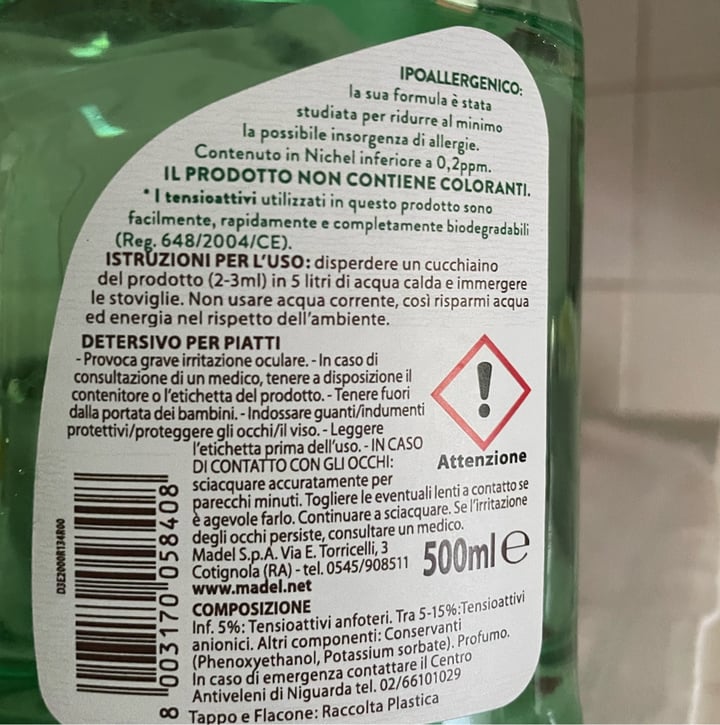 IPOALLERGENICO:
la sua formula è stata
studiata per ridurre al minimo
la possibile insorgenza di allergie.
Contenuto in Nichel inferiore a 0,2ppm.
IL PRODOTTO NON CONTIENE COLORANTI.
* I tensioattivi utilizzati in questo prodotto sono
facilmente, rapidamente e completamente biodegradabili
(Reg. 648/2004/CE).
ISTRUZIONI PER L'USO: disperdere un cucchiaino
del prodotto (2-3ml) in 5 litri di acqua calda e immergere
le stoviglie. Non usare acqua corrente, così risparmi acqua
ed energia nel rispetto dell'ambiente.
DETERSIVO PER PIATTI
- Provoca grave irritazione oculare. - In caso di
consultazione di un medico, tenere a disposizione il
contenitore o l'etichetta del prodotto. - Tenere fuori
dalla portata dei bambini. - Indossare guanti/indumenti
protettivi/proteggere gli occhi/il viso. - Leggere
l'etichetta prima dell'uso. - IN CASO
DI CONTATTO CON GLI OCCHI:
sciacquare accuratamente per
parecchi minuti. Togliere le eventuali lenti a contatto se
è agevole farlo. Continuare a sciacquare. Se l'irritazione
degli occhi persiste, consultare un medico.
Madel S.p.A. Via E. Torricelli, 3
Cotignola (RA) - tel. 0545/908511
www.madel.net
COMPOSIZIONE
Inf. 5%: Tensioattivi anfoteri. Tra 5-15%:Tensioattivi
anionici. Altri componenti: Conservanti
(Phenoxyethanol, Potassium sorbate). Profumo.
In caso di emergenza contattare il Centro
Antiveleni di Niguarda tel. 02/66101029
Tappo e Flacone: Raccolta Plastica
Attenzione
500ml e
8 003170 058408
D3E2000R134R00